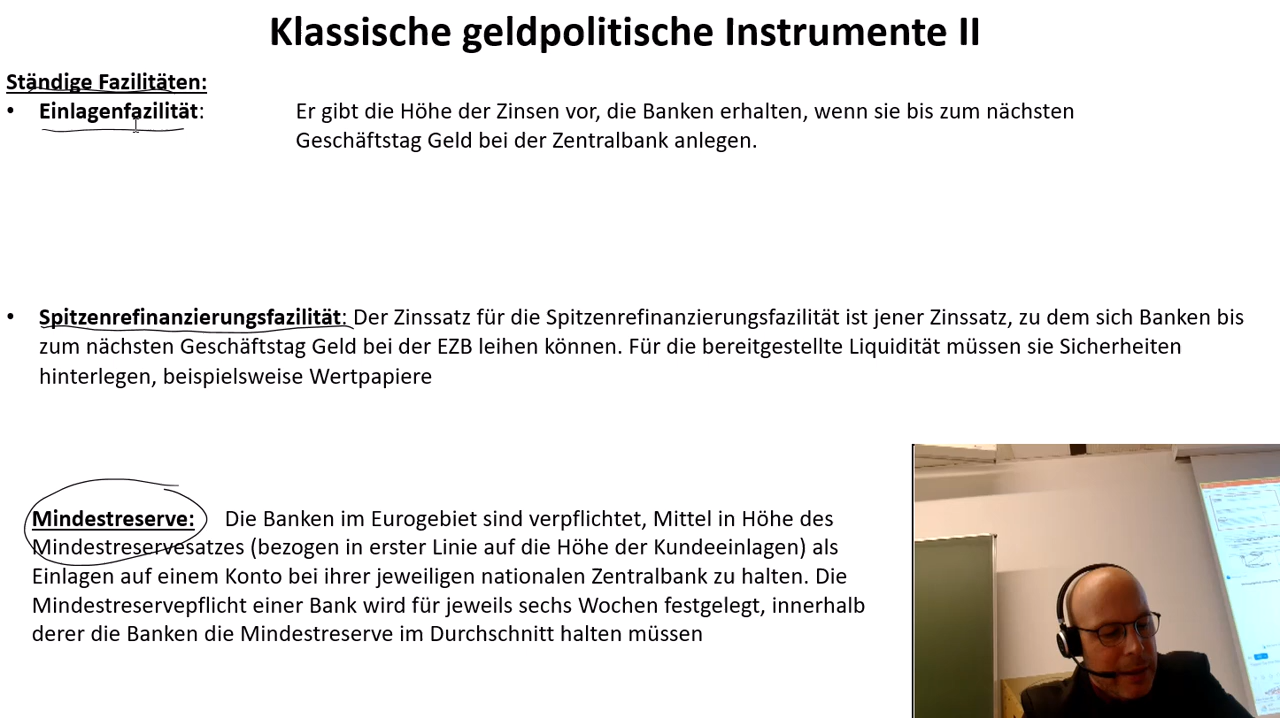 Klassische geldpolitische Instrumente II
Ständige Fazilitäten:
• Einlagenfazilität: Er gibt die Höhe der Zinsen vor, die Banken erhalten, wenn sie bis zum nächsten
Geschäftstag Geld bei der Zentralbank anlegen.
• Spitzenrefinanzierungsfazilität: Der Zinssatz für die Spitzenrefinanzierungsfazilität ist jener Zinssatz, zu dem sich Banken bis
zum nächsten Geschäftstag Geld bei der EZB leihen können. Für die bereitgestellte Liquidität müssen sie Sicherheiten
hinterlegen, beispielsweise Wertpapiere
Mindestreserve: Die Banken im Eurogebiet sind verpflichtet, Mittel in Höhe des
Mindestreservesatzes (bezogen in erster Linie auf die Höhe der Kundeeinlagen) als
Einlagen auf einem Konto bei ihrer jeweiligen nationalen Zentralbank zu halten. Die
Mindestreservepflicht einer Bank wird für jeweils sechs Wochen festgelegt, innerhalb
derer die Banken die Mindestreserve im Durchschnitt halten müssen